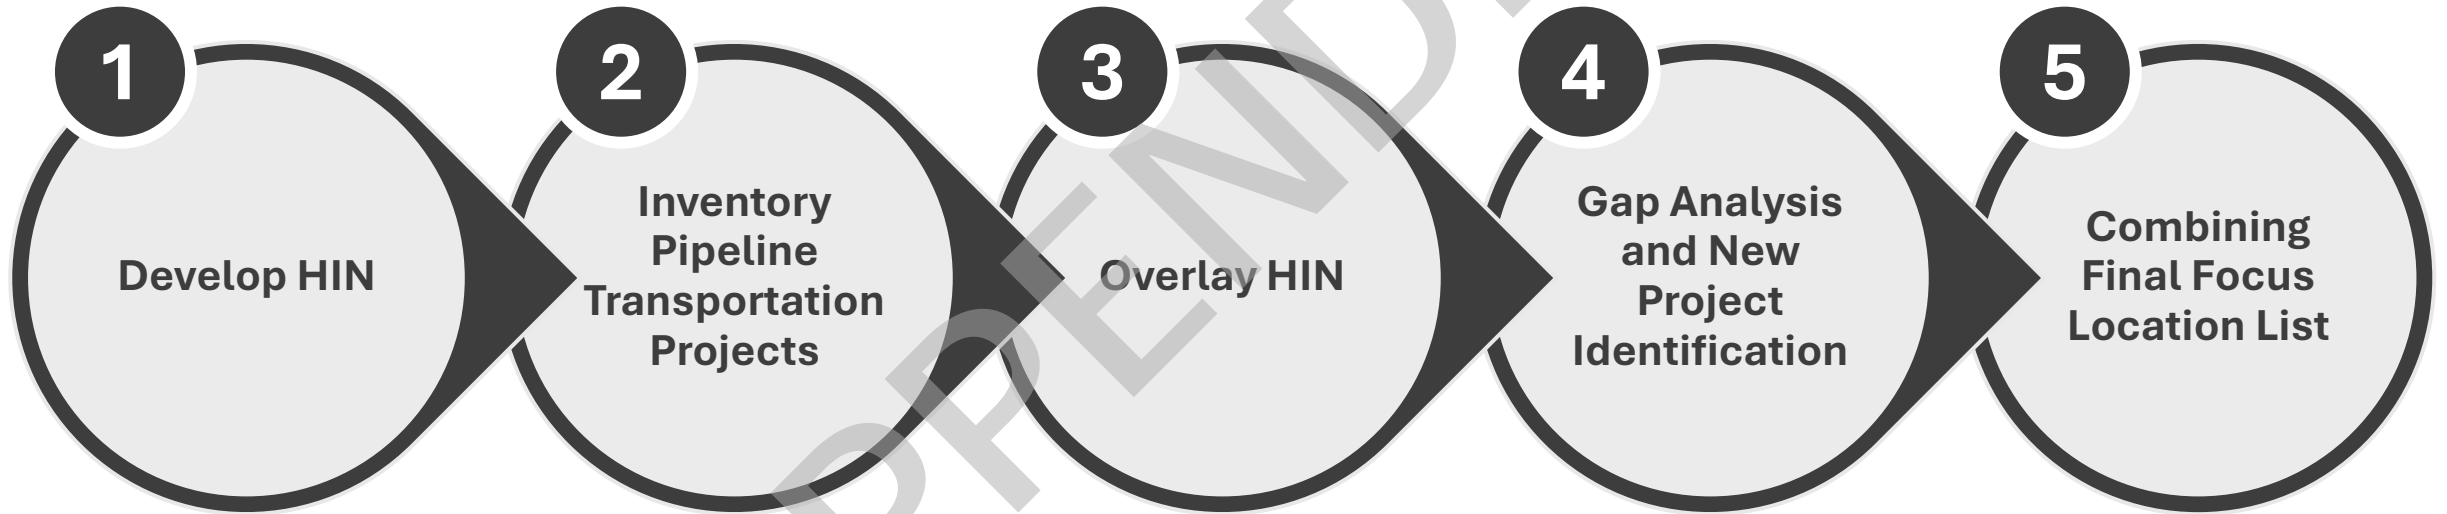 1
Develop HIN
2
Inventory
Pipeline
Transportation
Projects
3
Overlay HIN
4
Gap Analysis
and New
Project
Identification
5
Combining
Final Focus
Location List
PPEND